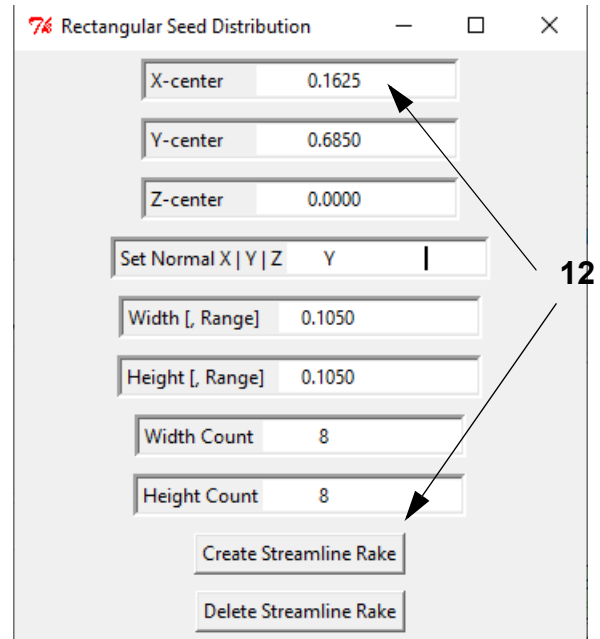 Rectangular Seed Distribution
X-center 0.1625
Y-center 0.6850
Z-center 0.0000
Set Normal X | Y | Z Y
12
Width [, Range] 0.1050
Height [, Range] 0.1050
Width Count 8
Height Count 8
Create Streamline Rake
Delete Streamline Rake